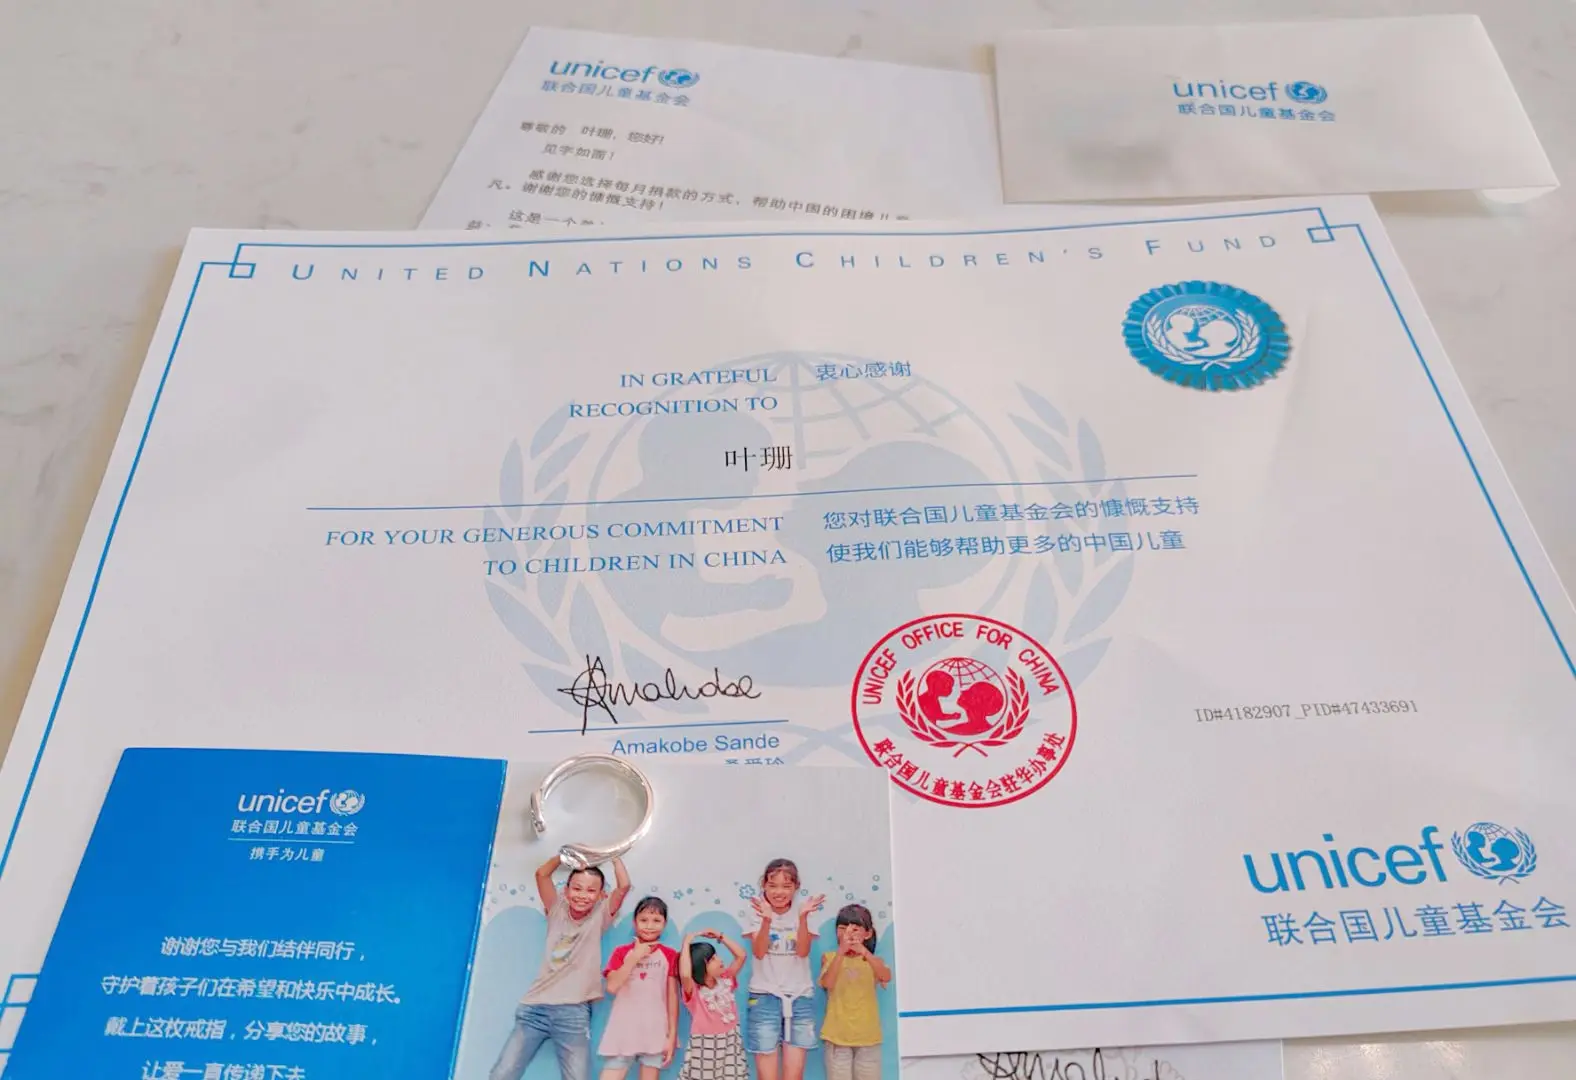 unicef
联合国儿童基金会
尊敬的 叶珊，您好！
见字如面！
感谢您选择每月捐款的方式，帮助中国的困境儿童
凡。谢谢您的慷慨支持！
这是一个
unicef
联合国儿童基金会
UNITED NATIONS CHILDREN'S FUND
IN GRATEFUL 衷心感谢
RECOGNITION TO
叶珊
FOR YOUR GENEROUS COMMITMENT 您对联合国儿童基金会的慷慨支持
TO CHILDREN IN CHINA 使我们能够帮助更多的中国儿童
Amakobe
Amakobe Sande
桑爱玲
UNICEF OFFICE FOR CHINA
联合国儿童基金会驻华办事处
ID#4182907_PID#47433691
unicef
联合国儿童基金会
unicef
联合国儿童基金会
携手为儿童
谢谢您与我们结伴同行，
守护着孩子们在希望和快乐中成长。
戴上这枚戒指，分享您的故事，
让爱一直传递下去